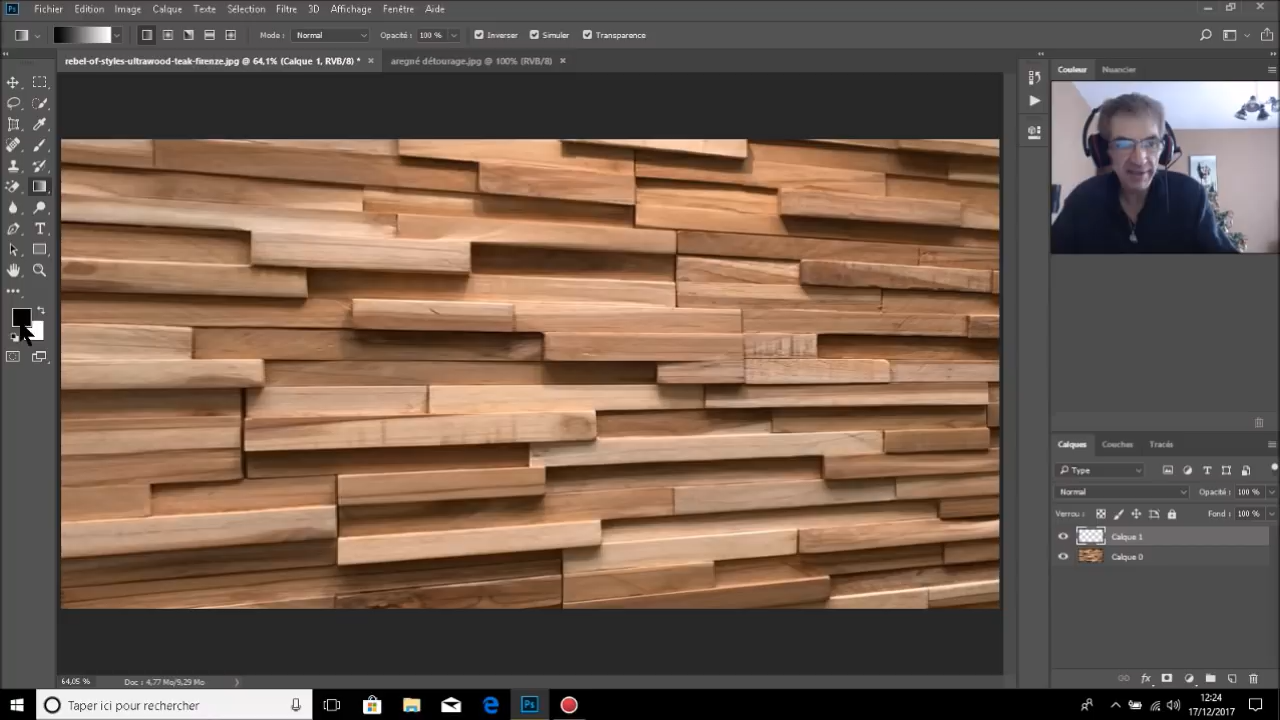 Ps Fichier Edition Image Calque Texte Sélection Filtre 3D Affichage Fenêtre Aide
Mode : Normal Opacité : 100 % Inverser Simuler Transparence
rebel-of-styles-ultrawood-teak-firenze.jpg @ 64,1% (Calque 1, RVB/8) * × aregné détourage.jpg @ 100% (RVB/8) ×
Couleur Nuancier
Calques Couches Tracés
Type
Normal Opacité : 100 %
Verrou : Fond : 100 %
Calque 1
Calque 0
64,05 % Doc : 4,77 Mo/9,29 Mo
Taper ici pour rechercher
Ps
12:24
17/12/2017